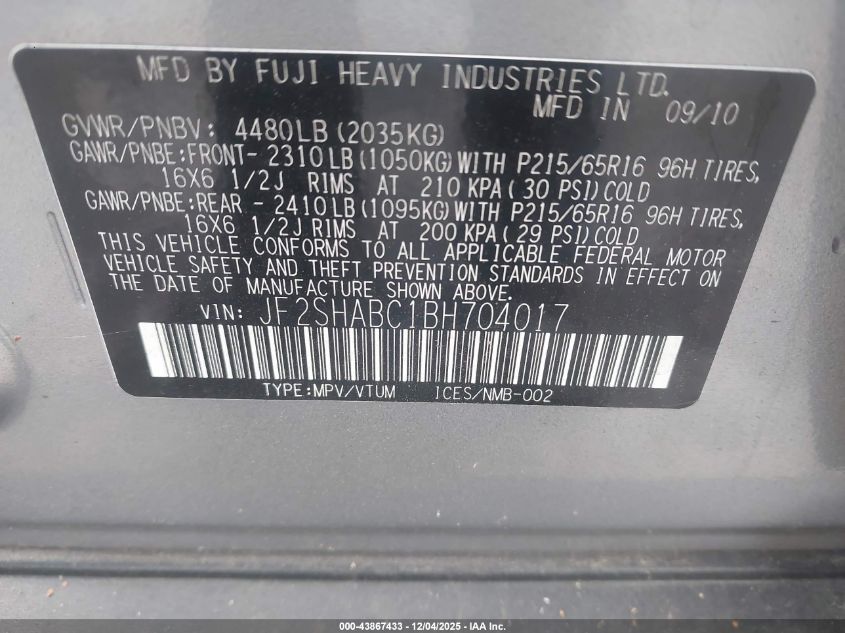 MFD BY FUJI HEAVY INDUSTRIES LTD.
MFD IN 09/10
GVWR/PNBV: 4480LB(2035KG)
GAWR/PNBE:FRONT- 2310LB(1050KG)WITH P215/65R16 96H TIRES,
16X6 1/2J RIMS AT 210 KPA(30 PSI)COLD
GAWR/PNBE:REAR - 2410LB(1095KG)WITH P215/65R16 96H TIRES,
16X6 1/2J RIMS AT 200 KPA(29 PSI)COLD
THIS VEHICLE CONFORMS TO ALL APPLICABLE FEDERAL MOTOR
VEHICLE SAFETY AND THEFT PREVENTION STANDARDS IN EFFECT ON
THE DATE OF MANUFACTURE SHOWN ABOVE.
VIN: JF2SHABC1BH704017
TYPE:MPV/VTUM ICES/NMB-002
000-43867433 - 12/04/2025 - IAA Inc.